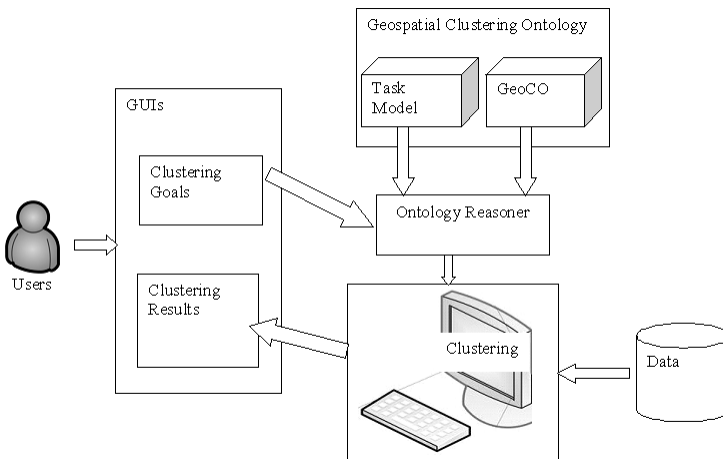 Geospatial Clustering Ontology
Task
Model
GeoCO
GUIs
Clustering
Goals
Ontology Reasoner
Users
Clustering
Results
Clustering
Data